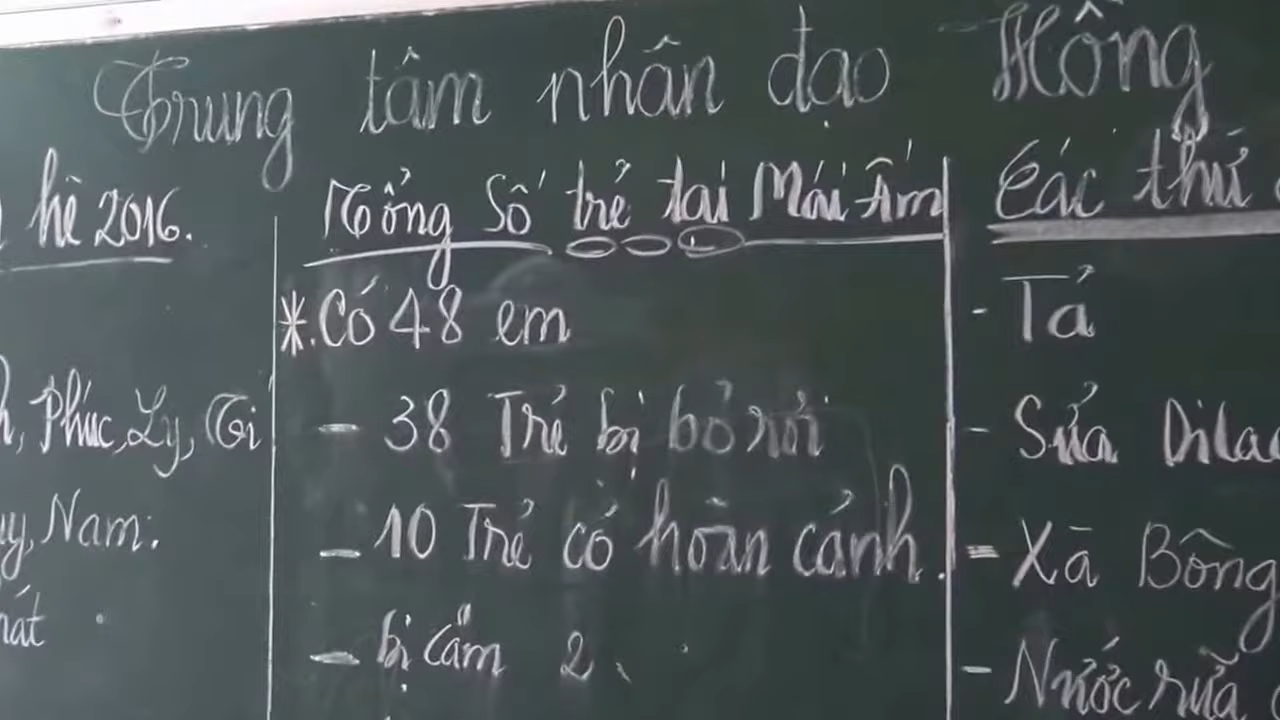 Trung tâm nhân đạo Hồng
hè 2016.
Phúc, Ly, Ti
Nam.
Tổng Số trẻ tại Mái Ấm
*. Có 48 em
- 38 Trẻ bị bỏ rơi
- 10 Trẻ có hoàn cảnh.
- bị câm 2
Các thứ
- Tả
- Sữa
- Xã Bông
- Nước rửa